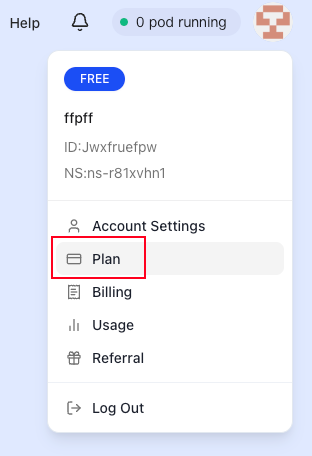 Help
0 pod running
FREE
ffpff
ID:Jwxfruefpw
NS:ns-r81xvhn1
Account Settings
Plan
Billing
Usage
Referral
Log Out